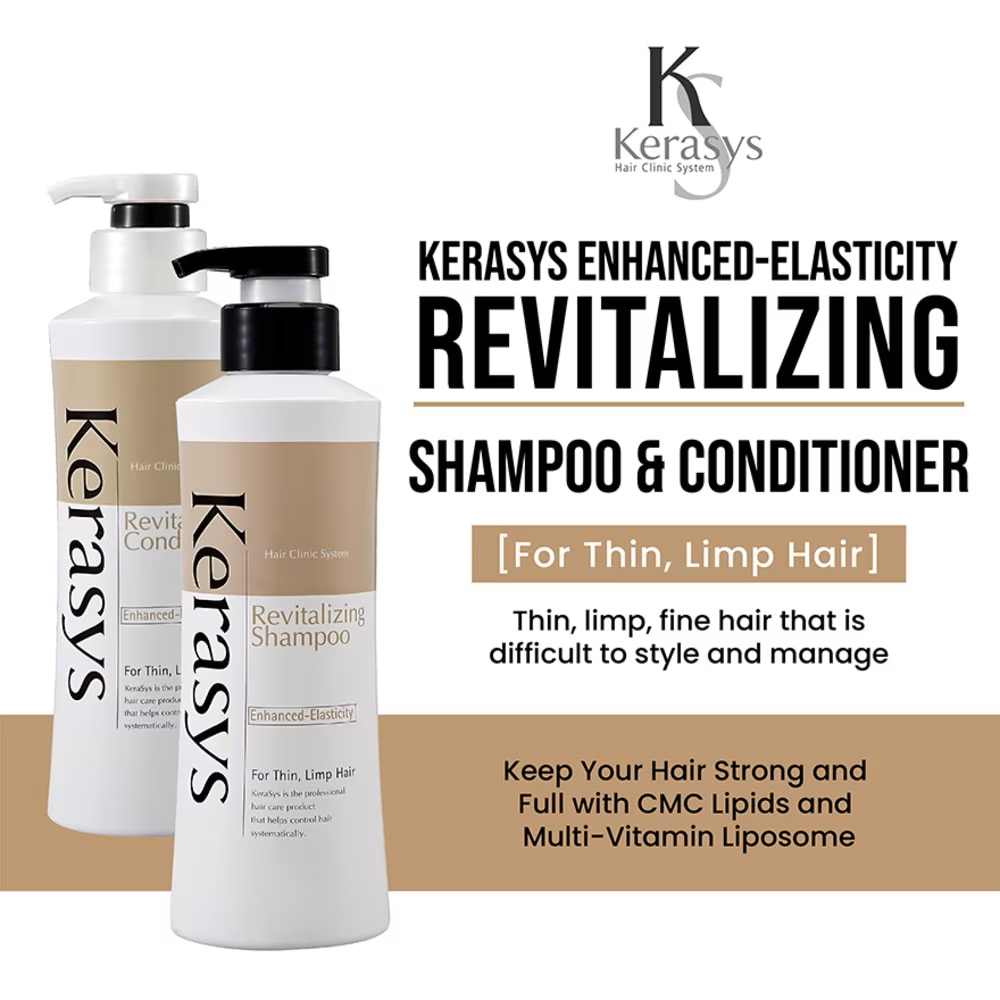 KS
Kerasys
Hair Clinic System
KERASYS ENHANCED-ELASTICITY
REVITALIZING
SHAMPOO & CONDITIONER
[For Thin, Limp Hair]
Thin, limp, fine hair that is
difficult to style and manage
Keep Your Hair Strong and
Full with CMC Lipids and
Multi-Vitamin Liposome
Kerasys
Hair Clinic
Revita
Cond
Enhanced-
For Thin, L
KeraSys is the
hair care produ
that helps
systematically.
Kerasys
Hair Clinic System
Revitalizing
Shampoo
Enhanced-Elasticity
For Thin, Limp Hair
KeraSys is the professional
hair care product
that helps control hair
systematically.